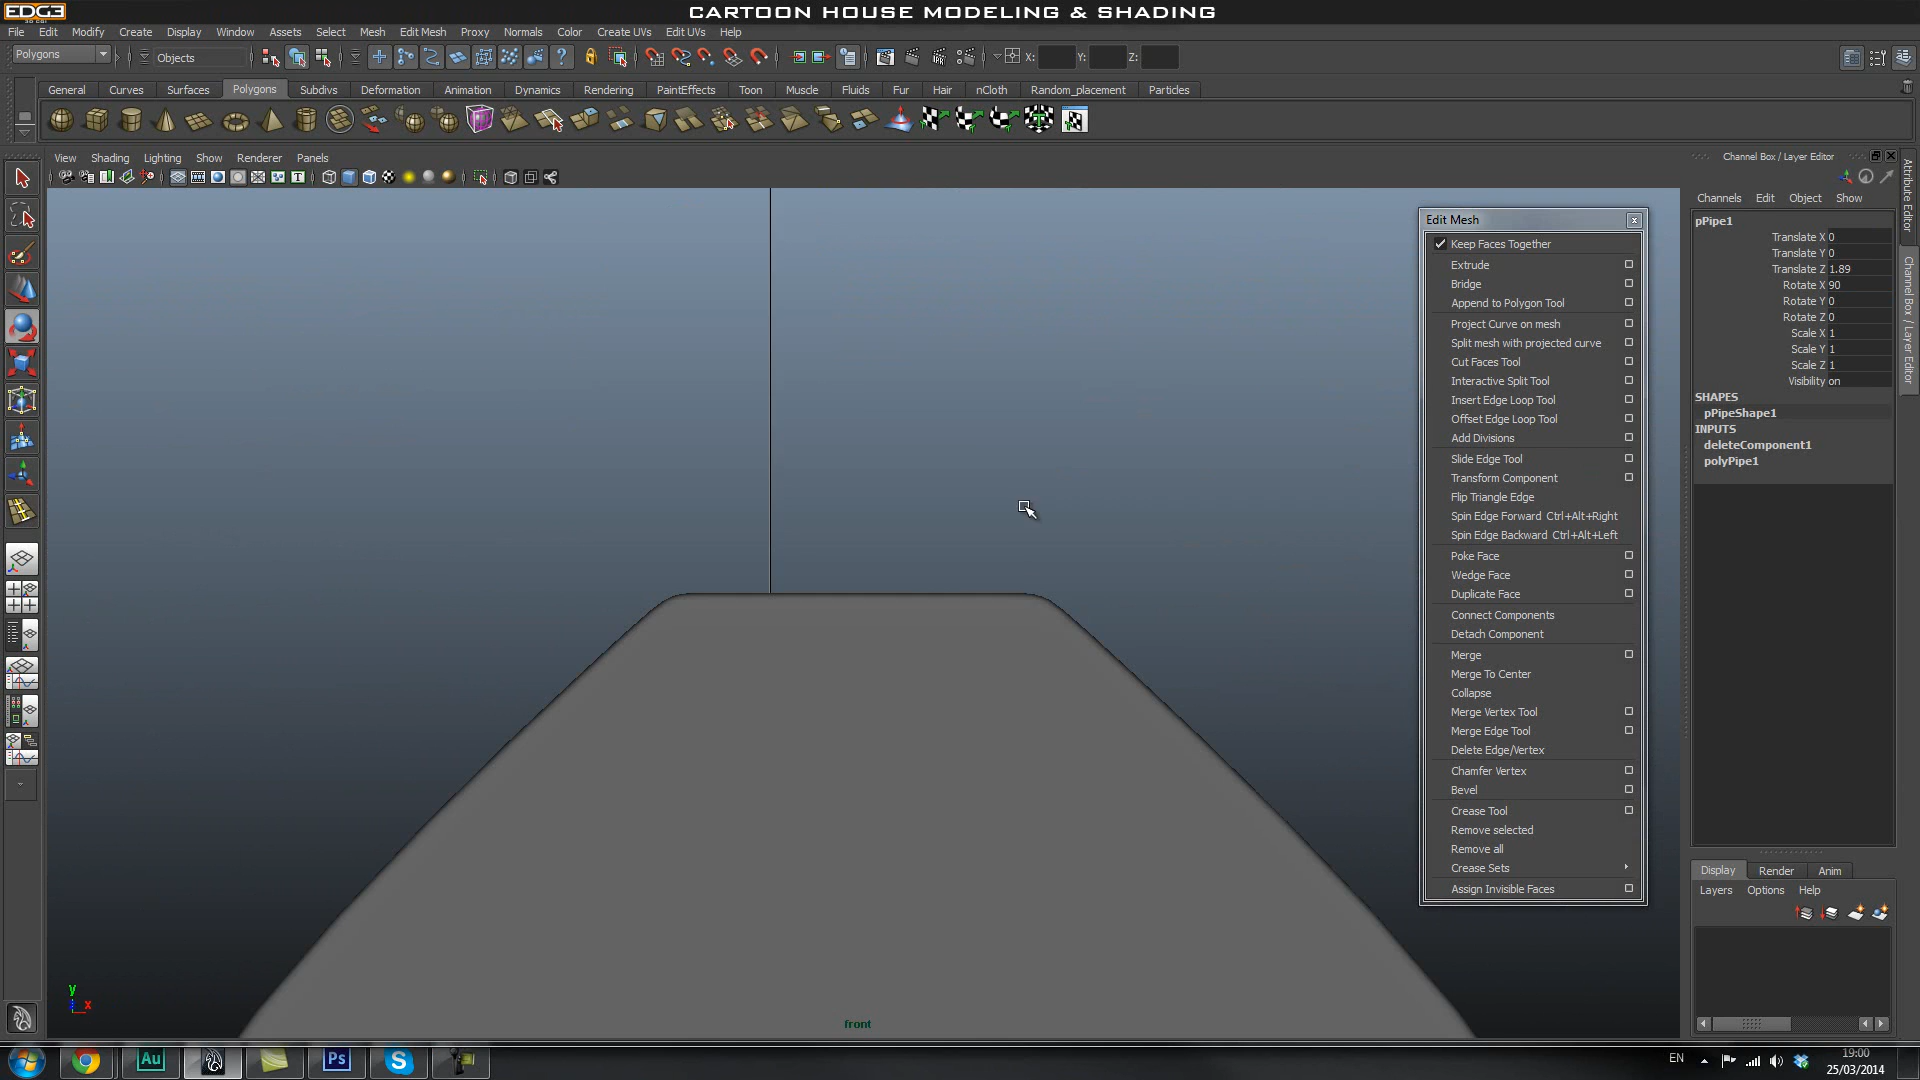 EDGE
3D CGI
CARTOON HOUSE MODELING & SHADING
File Edit Modify Create Display Window Assets Select Mesh Edit Mesh Proxy Normals Color Create UVs Edit UVs Help
Polygons Objects X: Y: Z:
General Curves Surfaces Polygons Subdivs Deformation Animation Dynamics Rendering PaintEffects Toon Muscle Fluids Fur Hair nCloth Random_placement Particles
View Shading Lighting Show Renderer Panels
Channel Box / Layer Editor
Channels Edit Object Show
pPipe1
Translate X 0
Translate Y 0
Translate Z 1.89
Rotate X 90
Rotate Y 0
Rotate Z 0
Scale X 1
Scale Y 1
Scale Z 1
Visibility on
SHAPES
pPipeShape1
INPUTS
deleteComponent1
polyPipe1
Attribute Editor
Channel Box / Layer Editor
Edit Mesh
Keep Faces Together
Extrude
Bridge
Append to Polygon Tool
Project Curve on mesh
Split mesh with projected curve
Cut Faces Tool
Interactive Split Tool
Insert Edge Loop Tool
Offset Edge Loop Tool
Add Divisions
Slide Edge Tool
Transform Component
Flip Triangle Edge
Spin Edge Forward Ctrl+Alt+Right
Spin Edge Backward Ctrl+Alt+Left
Poke Face
Wedge Face
Duplicate Face
Connect Components
Detach Component
Merge
Merge To Center
Collapse
Merge Vertex Tool
Merge Edge Tool
Delete Edge/Vertex
Chamfer Vertex
Bevel
Crease Tool
Remove selected
Remove all
Crease Sets
Assign Invisible Faces
Display Render Anim
Layers Options Help
y
x
front
Au
Ps
S
EN
19:00
25/03/2014